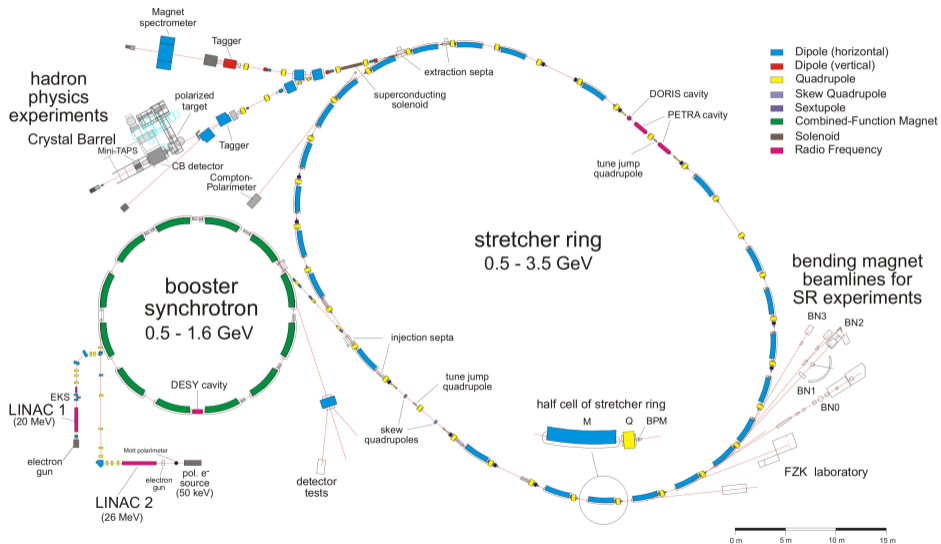 Magnet
spectrometer
Tagger
hadron
physics
experiments
Crystal Barrel
polarized
target
Mini-TAPS
CB detector
Tagger
Compton-
Polarimeter
extraction septa
superconducting
solenoid
DORIS cavity
PETRA cavity
tune jump
quadrupole
Dipole (horizontal)
Dipole (vertical)
Quadrupole
Skew Quadrupole
Sextupole
Combined-Function Magnet
Solenoid
Radio Frequency
stretcher ring
0.5 - 3.5 GeV
booster
synchrotron
0.5 - 1.6 GeV
DESY cavity
bending magnet
beamlines for
SR experiments
BN3
BN2
BN1
BN0
FZK laboratory
injection septa
tune jump
quadrupole
skew
quadrupoles
half cell of stretcher ring
M
Q
BPM
EKS
LINAC 1
(20 MeV)
electron
gun
Mott polarimeter
electron
gun
pol. e⁻
source
(50 keV)
LINAC 2
(26 MeV)
detector
tests
0 m
5 m
10 m
15 m